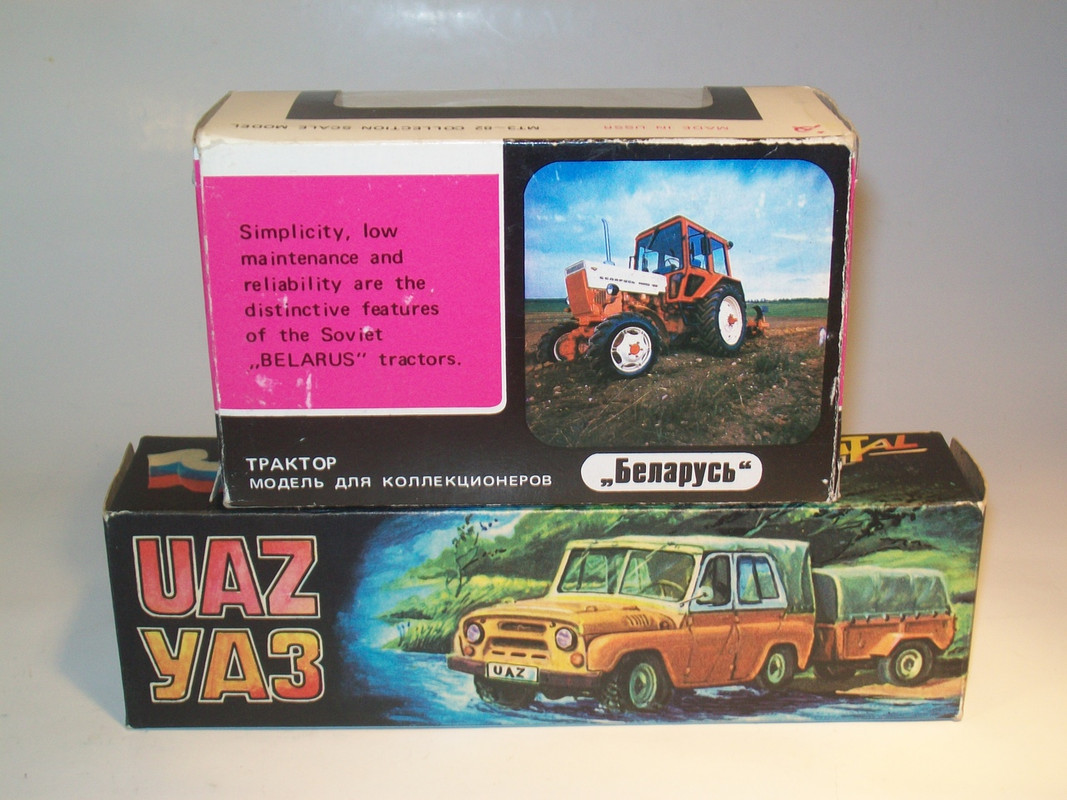 MTЗ-82 COLLECTION SCALE MODEL
MADE IN USSR
Simplicity, low
maintenance and
reliability are the
distinctive features
of the Soviet
„BELARUS” tractors.
ТРАКТОР
МОДЕЛЬ ДЛЯ КОЛЛЕКЦИОНЕРОВ
„Беларусь“
UAZ
УАЗ
UAZ